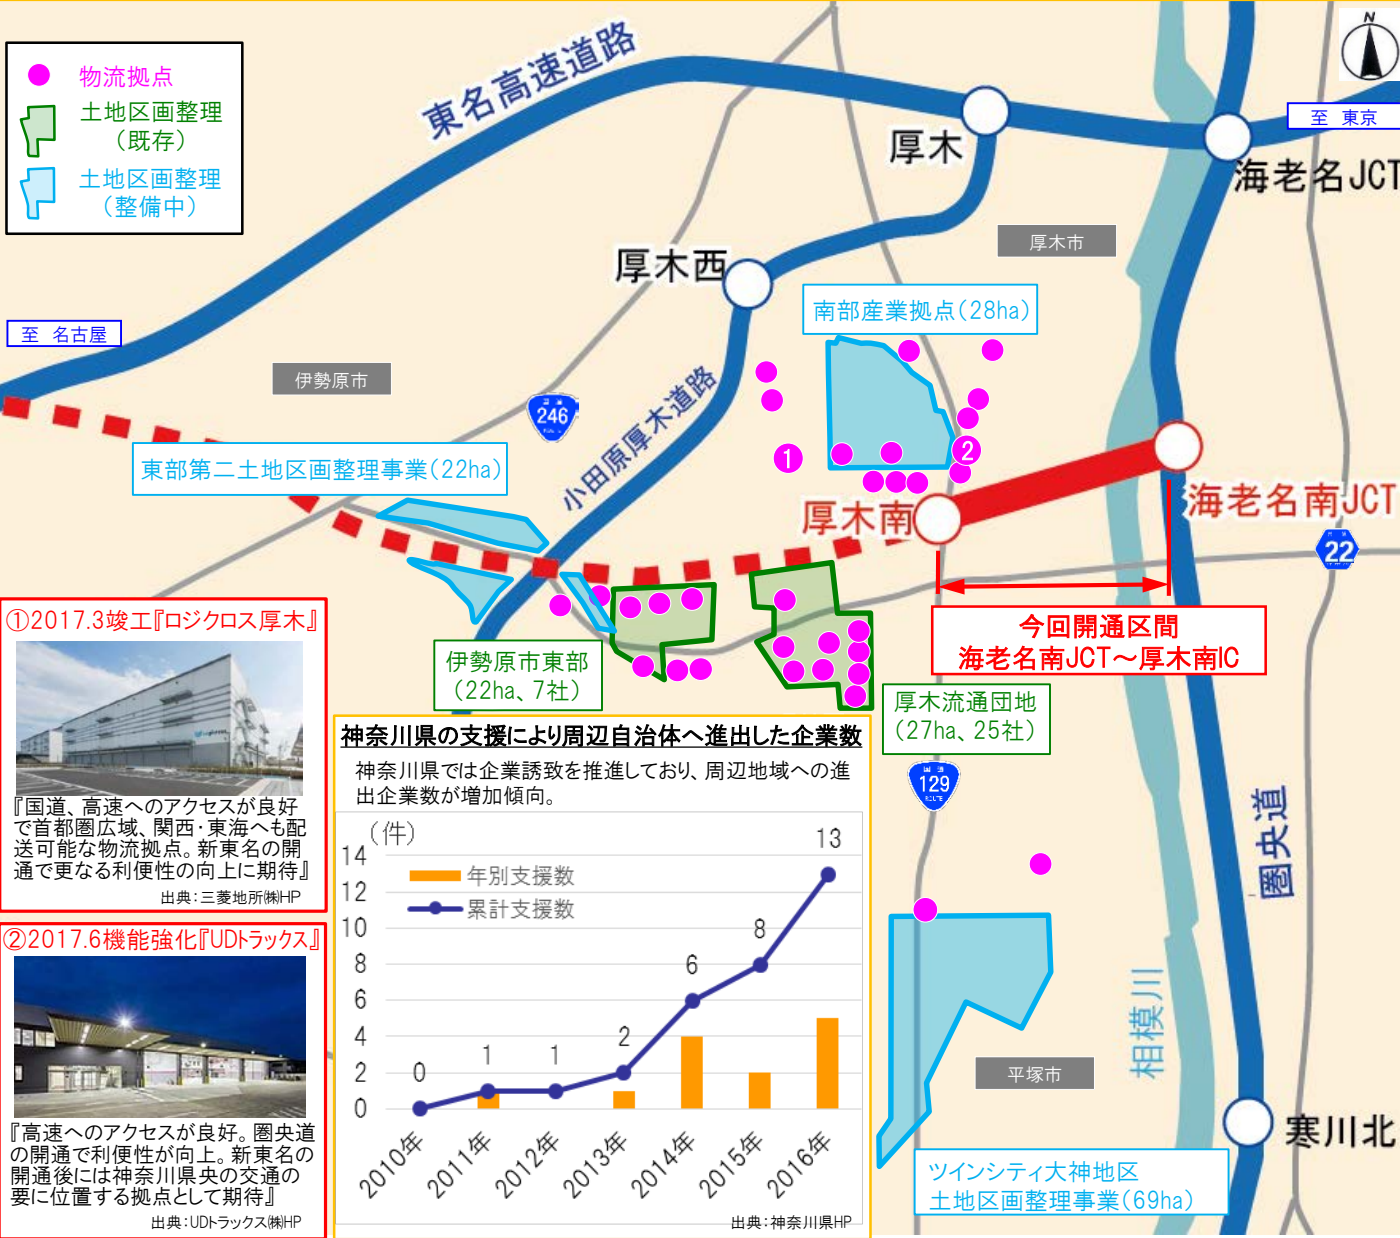 物流拠点
土地区画整理
（既存）
土地区画整理
（整備中）
N
東名高速道路
厚木
至 東京
海老名JCT
厚木市
厚木西
南部産業拠点(28ha)
至 名古屋
伊勢原市
246
小田原厚木道路
東部第二土地区画整理事業(22ha)
1
2
厚木南
海老名南JCT
22
今回開通区間
海老名南JCT～厚木南IC
伊勢原市東部
(22ha、7社)
厚木流通団地
(27ha、25社)
国道
129
ROUTE
圏央道
相模川
平塚市
寒川北
ツインシティ大神地区
土地区画整理事業(69ha)
①2017.3竣工『ロジクロス厚木』
『国道、高速へのアクセスが良好
で首都圏広域、関西・東海へも配
送可能な物流拠点。新東名の開
通で更なる利便性の向上に期待』
出典：三菱地所㈱HP
②2017.6機能強化『UDトラックス』
『高速へのアクセスが良好。圏央道
の開通で利便性が向上。新東名の
開通後には神奈川県央の交通の
要に位置する拠点として期待』
出典：UDトラックス㈱HP
神奈川県の支援により周辺自治体へ進出した企業数
神奈川県では企業誘致を推進しており、周辺地域への進
出企業数が増加傾向。
（件）
14
12
10
8
6
4
2
0
年別支援数
累計支援数
0
1
1
2
6
8
13
2010年
2011年
2012年
2013年
2014年
2015年
2016年
出典：神奈川県HP